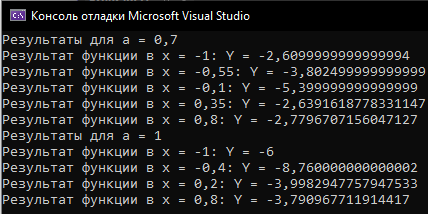 Консоль отладки Microsoft Visual Studio
Результаты для a = 0,7
Результат функции в x = -1: Y = -2,6099999999999994
Результат функции в x = -0,55: Y = -3,802499999999999
Результат функции в x = -0,1: Y = -5,399999999999999
Результат функции в x = 0,35: Y = -2,6391618778331147
Результат функции в x = 0,8: Y = -2,7796707156047127
Результаты для a = 1
Результат функции в x = -1: Y = -6
Результат функции в x = -0,4: Y = -8,760000000000002
Результат функции в x = 0,2: Y = -3,9982947757947533
Результат функции в x = 0,8: Y = -3,790967711914417